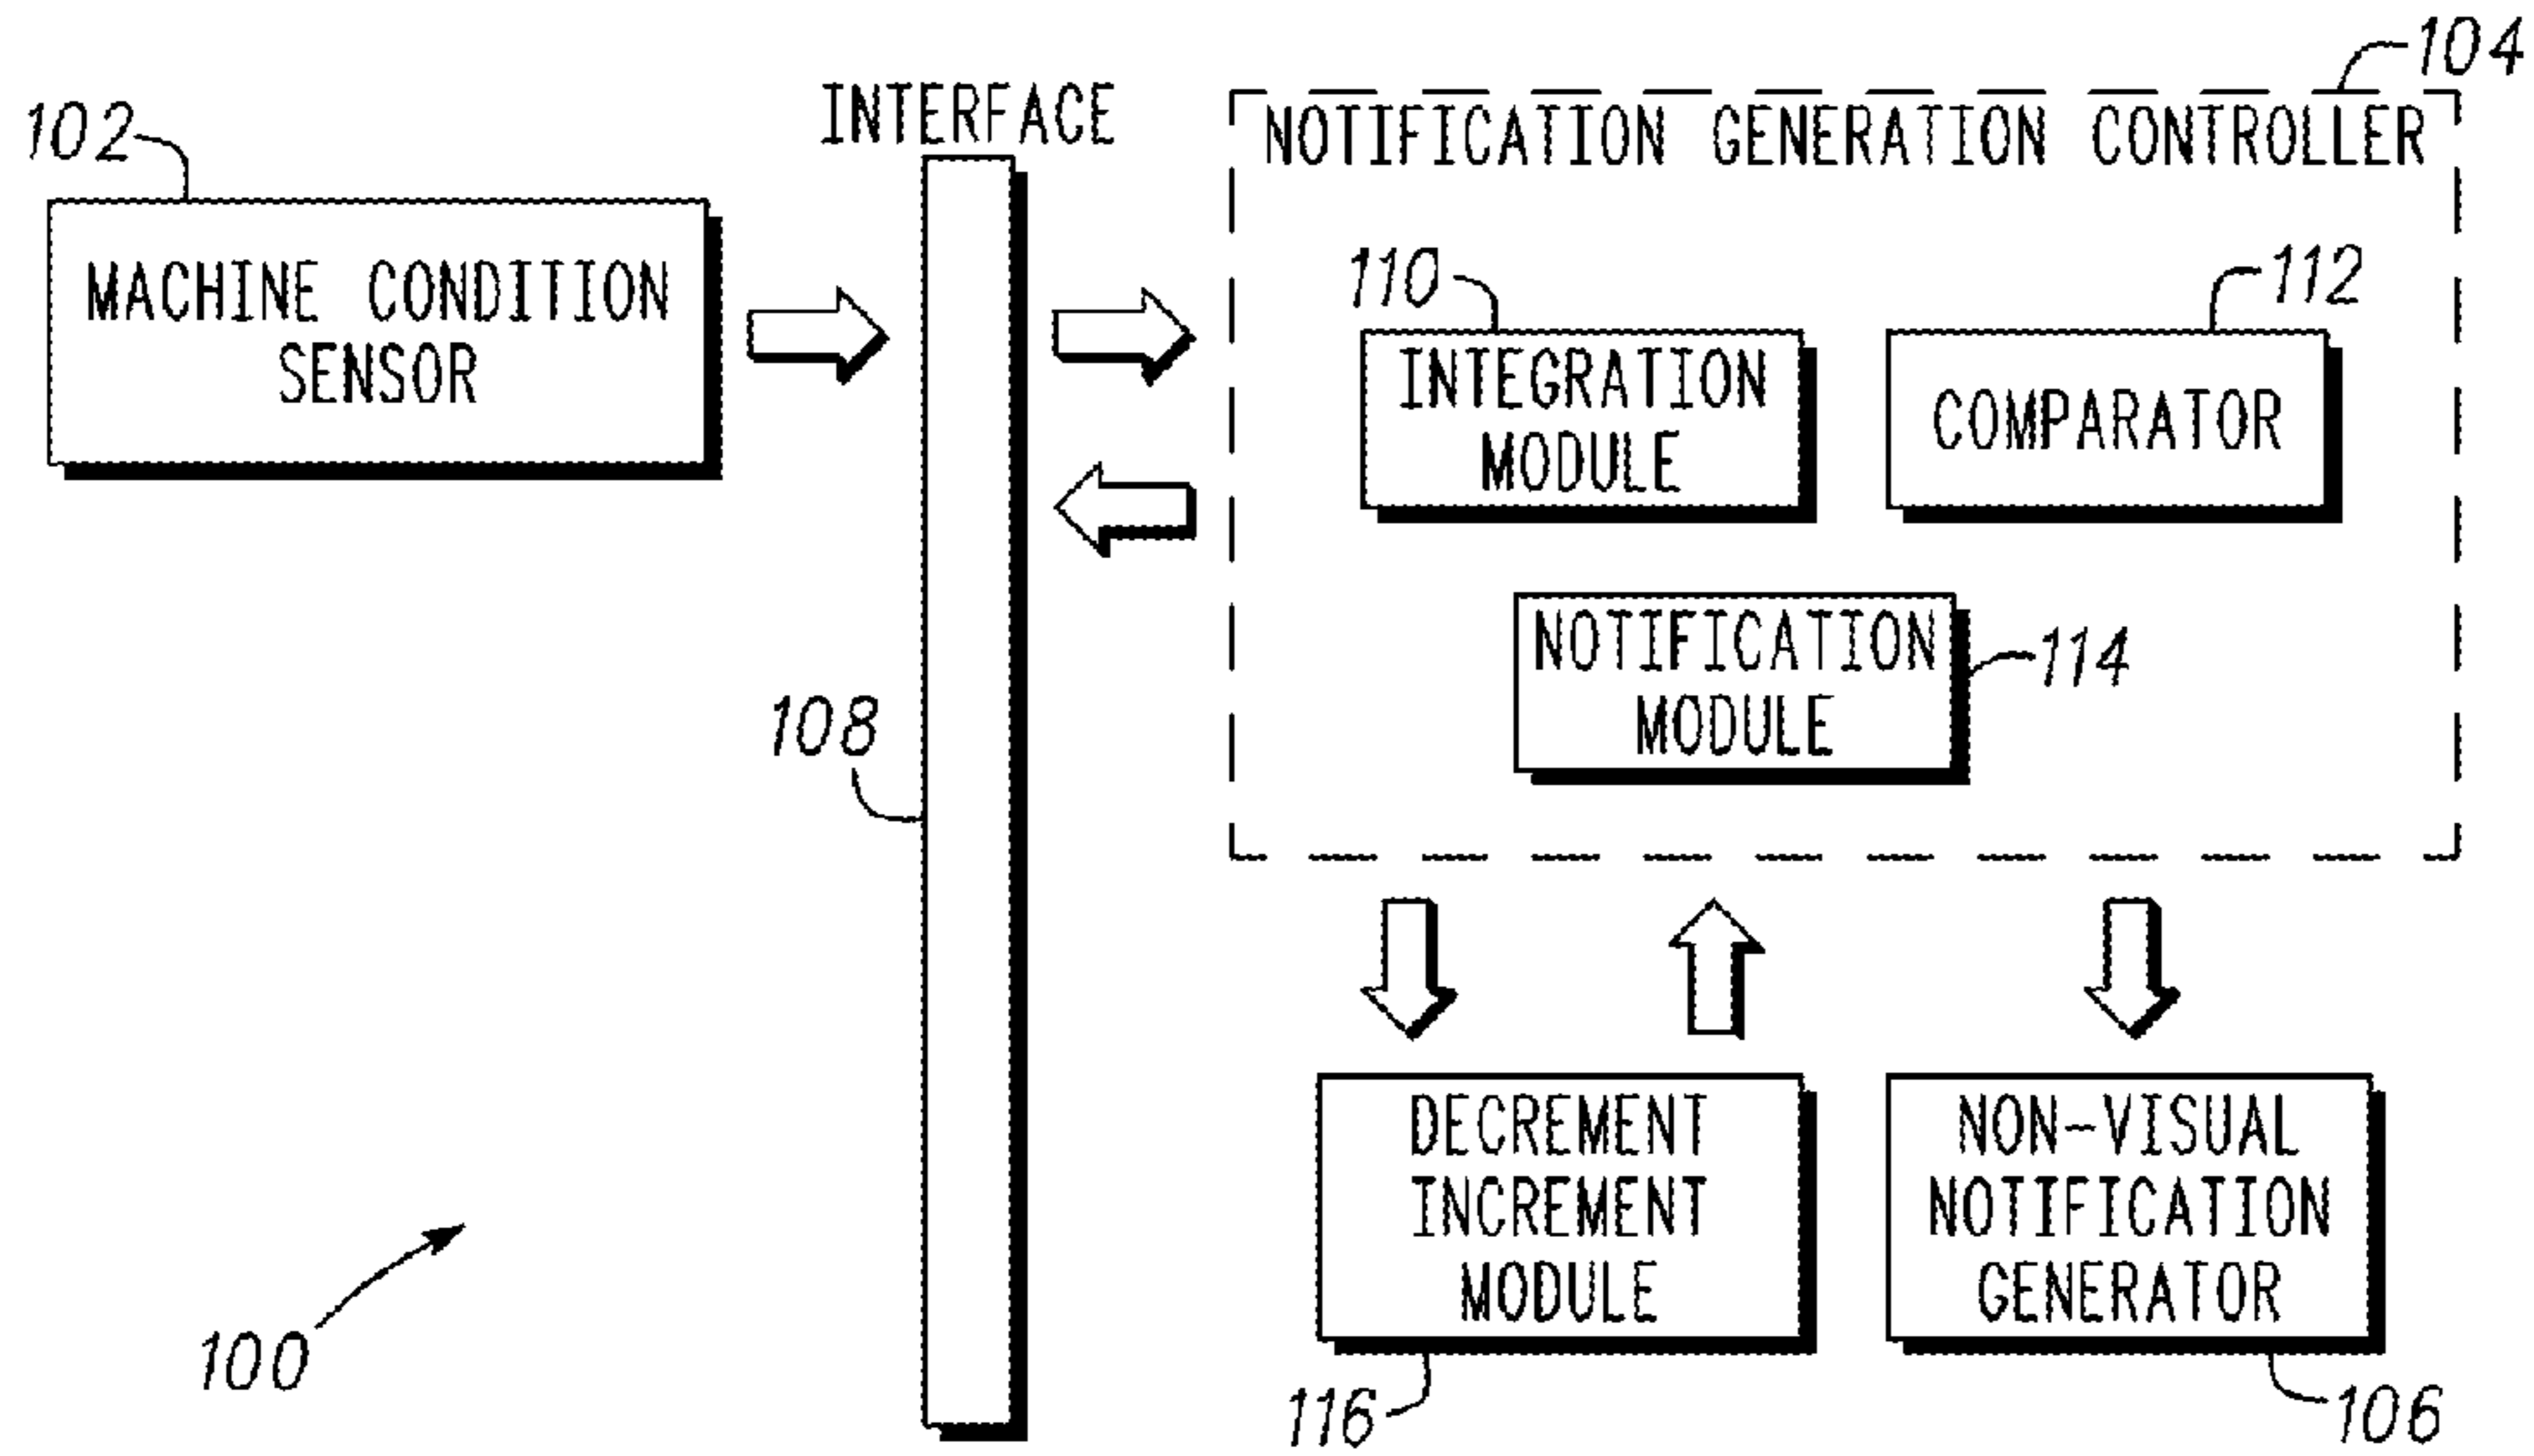 104
INTERFACE
NOTIFICATION GENERATION CONTROLLER
102
MACHINE CONDITION
SENSOR
110
INTEGRATION
MODULE
112
COMPARATOR
NOTIFICATION
MODULE
114
108
DECREMENT
INCREMENT
MODULE
116
NON-VISUAL
NOTIFICATION
GENERATOR
106
100